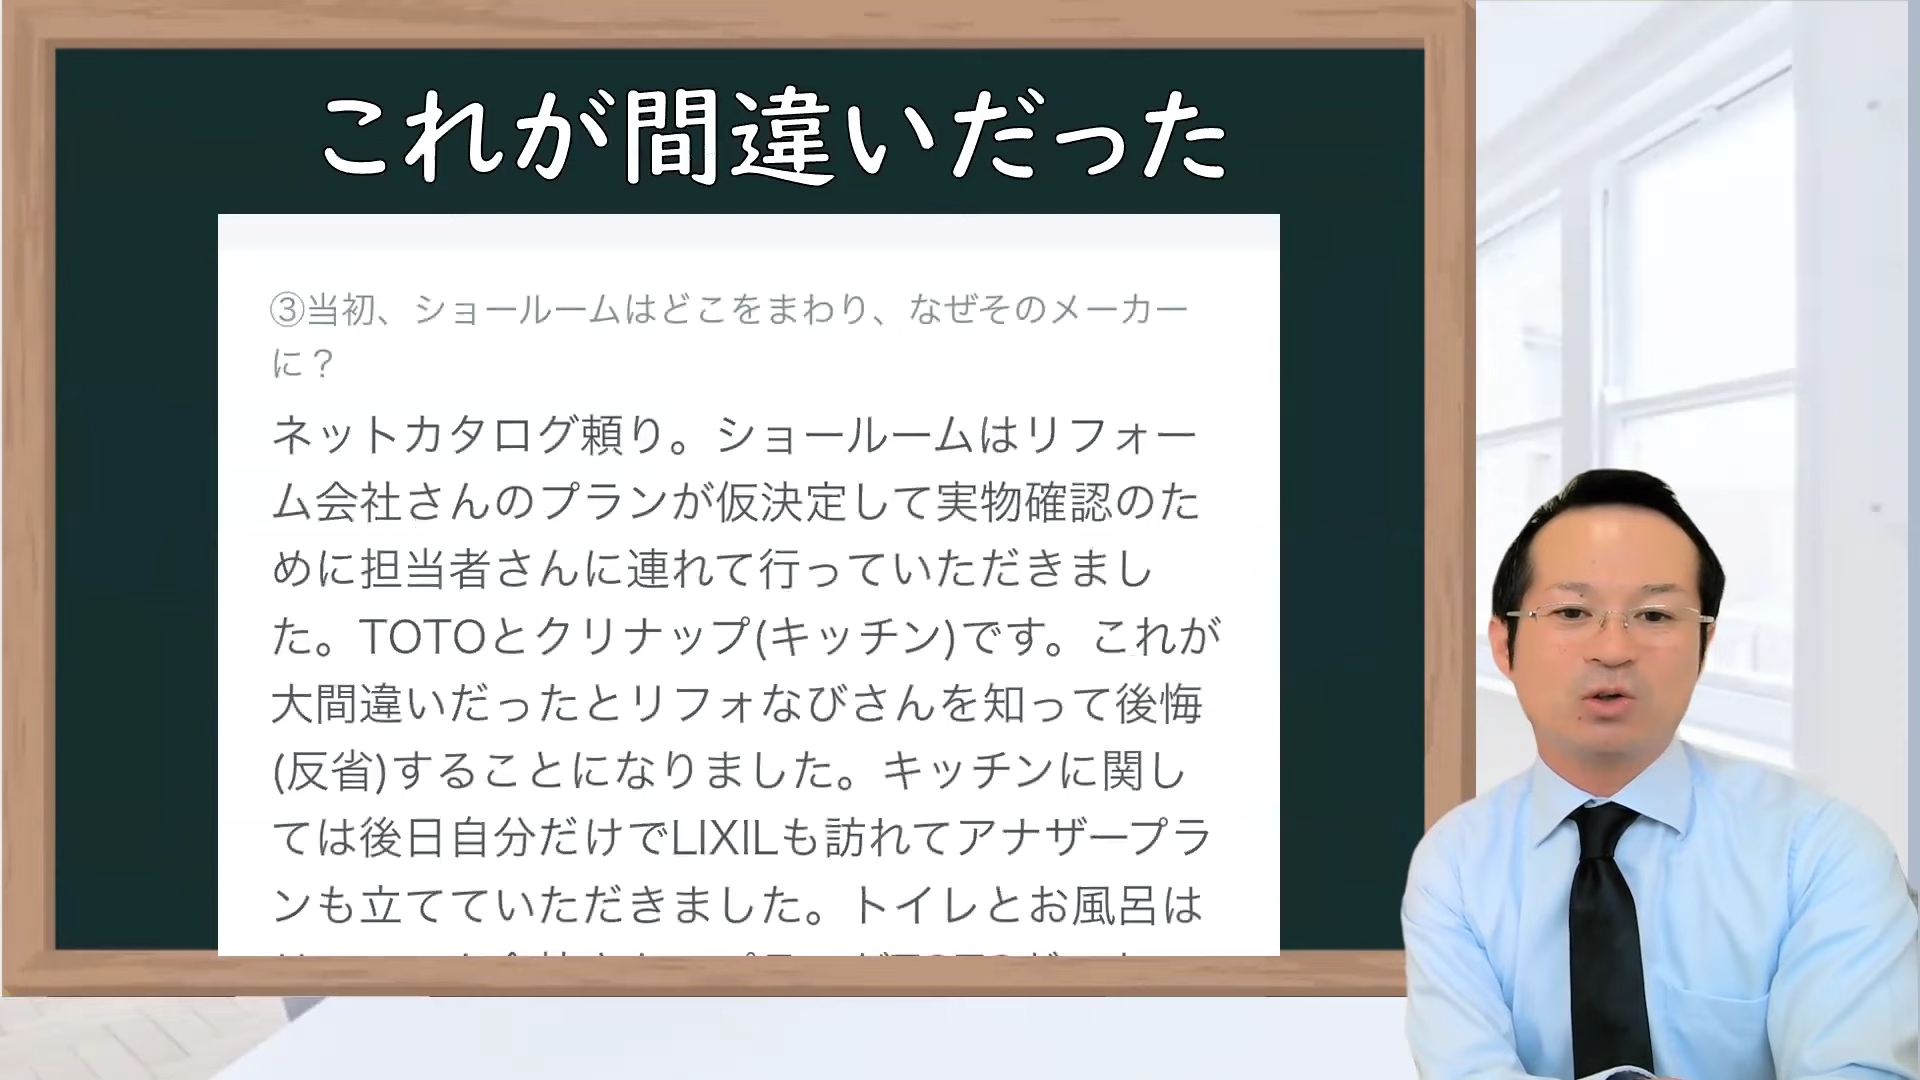 これが間違いだった
③当初、ショールームはどこをまわり、なぜそのメーカー
に？
ネットカタログ頼り。ショールームはリフォー
ム会社さんのプランが仮決定して実物確認のた
めに担当者さんに連れて行っていただきまし
た。TOTOとクリナップ(キッチン)です。これが
大間違いだったとリフォなびさんを知って後悔
(反省)することになりました。キッチンに関し
ては後日自分だけでLIXILも訪れてアナザープラ
ンも立てていただきました。トイレとお風呂は